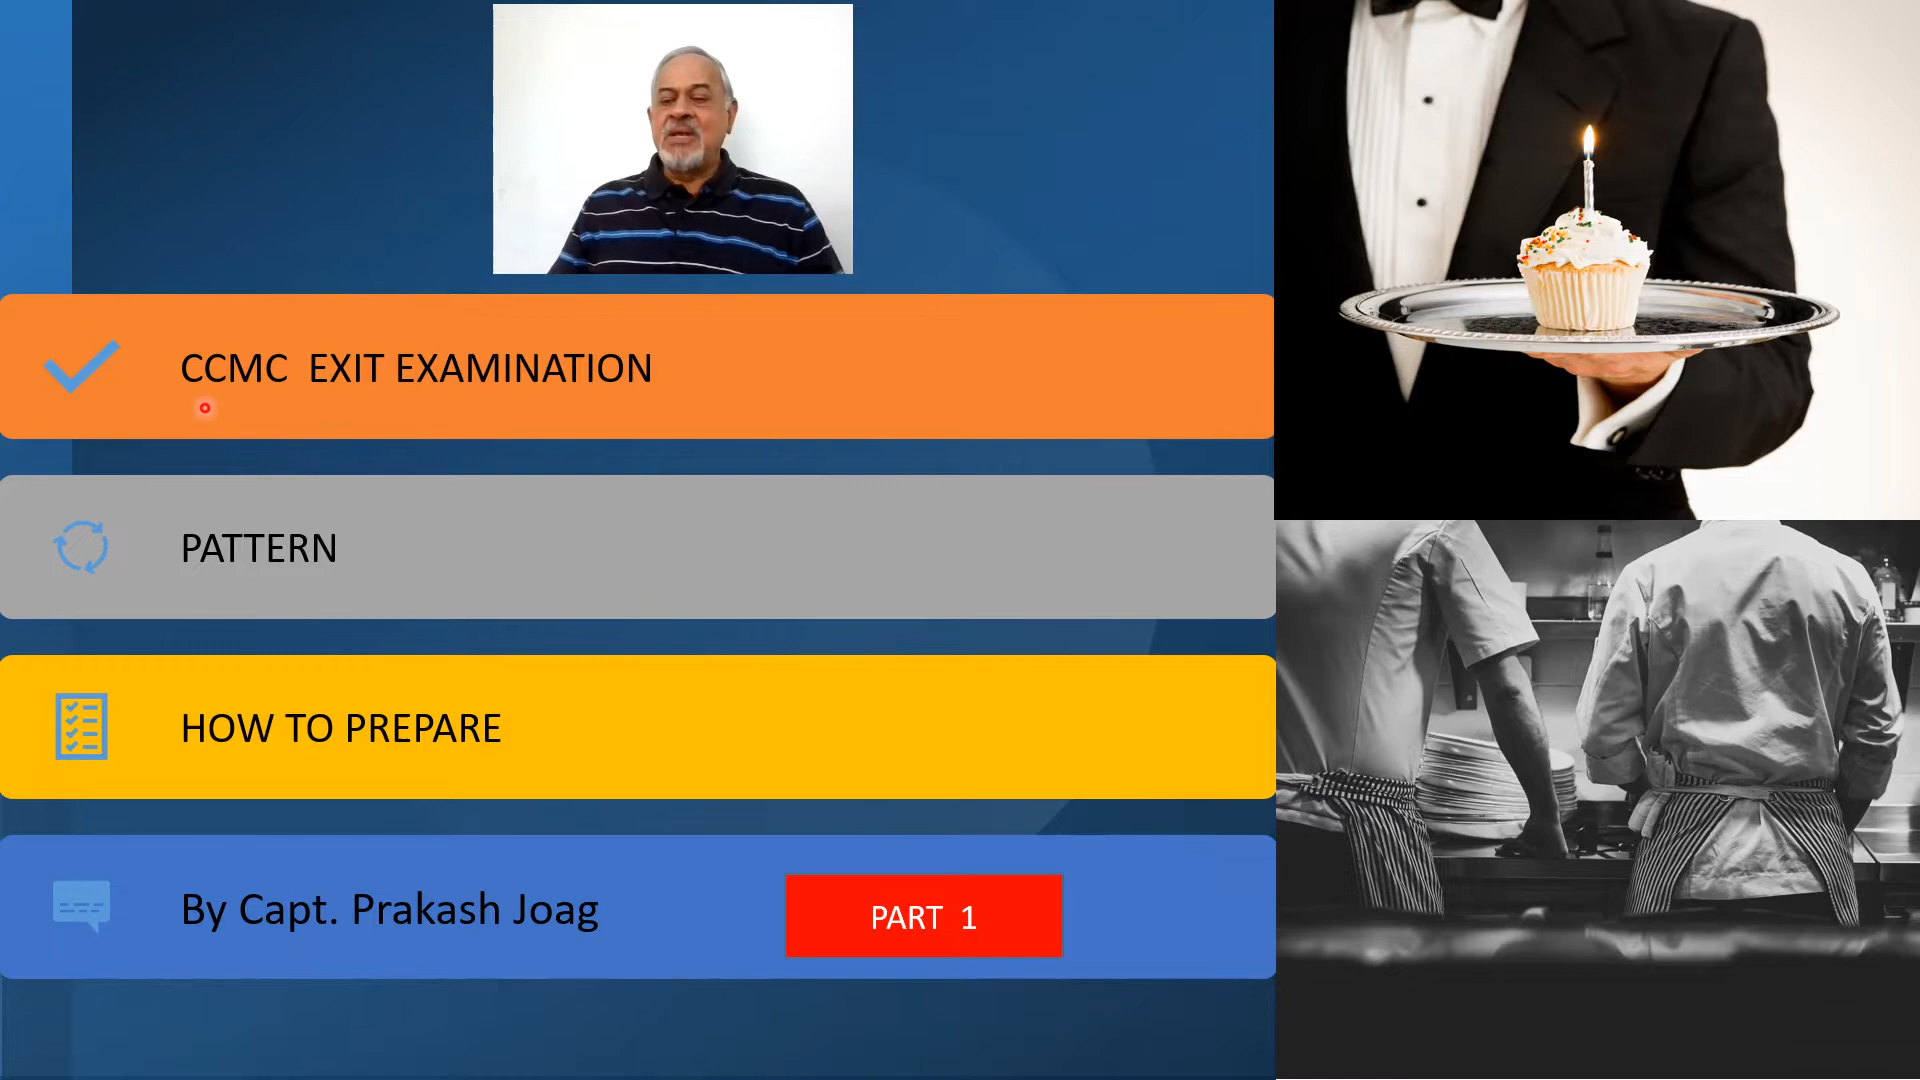 CCMC EXIT EXAMINATION
PATTERN
HOW TO PREPARE
By Capt. Prakash Joag
PART 1